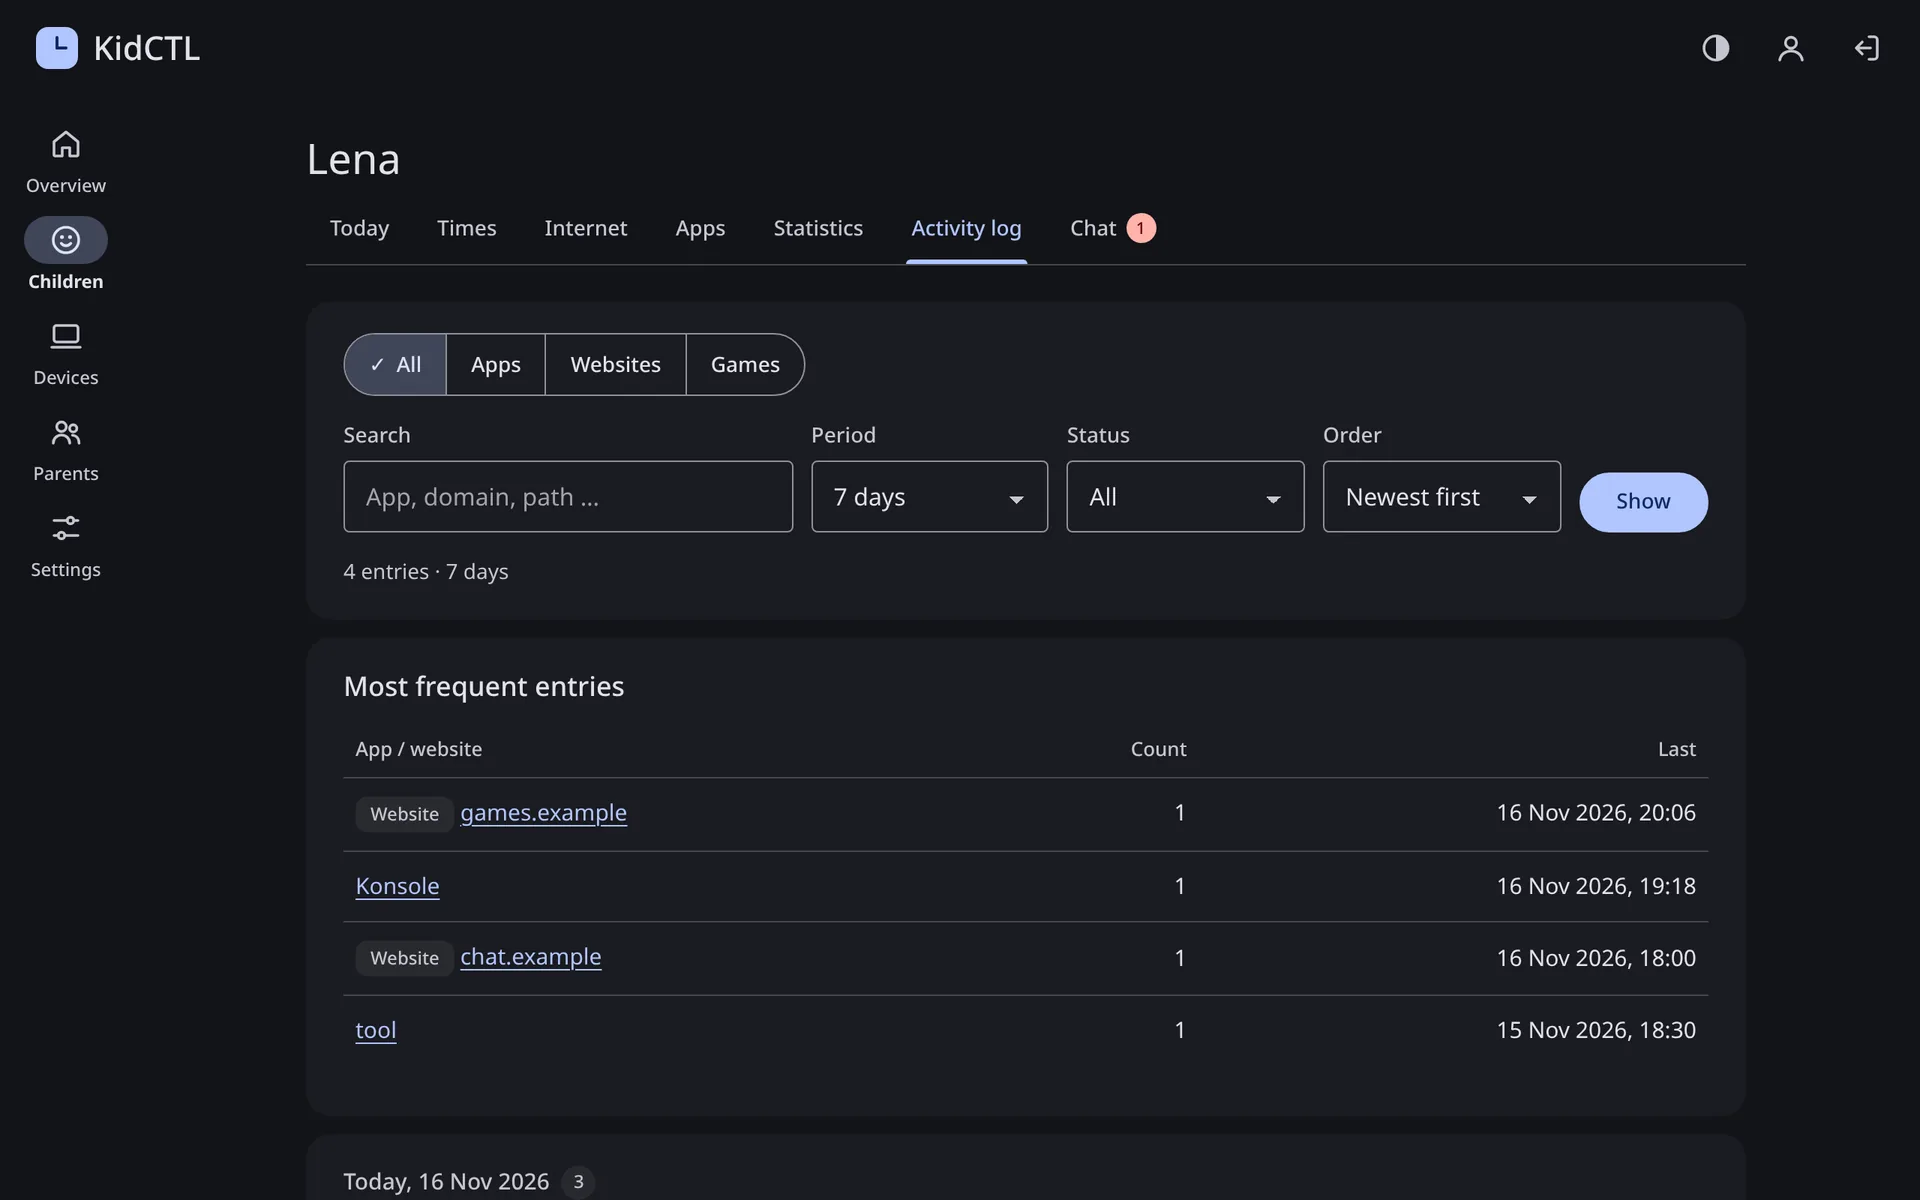 KidCTL
Overview
Children
Devices
Parents
Settings
Lena
Today Times Internet Apps Statistics Activity log Chat 1
✓ All Apps Websites Games
Search Period Status Order
App, domain, path ... 7 days All Newest first Show
4 entries · 7 days
Most frequent entries
App / website Count Last
Website games.example 1 16 Nov 2026, 20:06
Konsole 1 16 Nov 2026, 19:18
Website chat.example 1 16 Nov 2026, 18:00
tool 1 15 Nov 2026, 18:30
Today, 16 Nov 2026 3